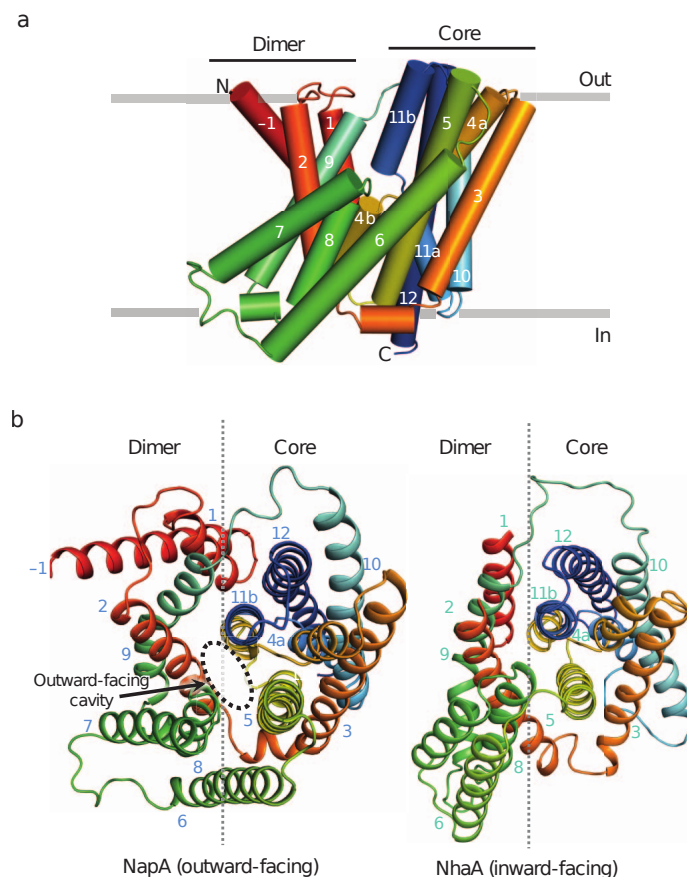 a
Dimer
Core
N
Out
–1
2
1
9
11b
5
4a
3
7
8
4b
6
11a
10
12
C
In
b
Dimer
Core
–1
1
2
9
12
10
11b
4a
Outward-facing
cavity
7
5
3
8
6
NapA (outward-facing)
Dimer
Core
1
12
10
2
11b
4a
9
5
3
8
6
NhaA (inward-facing)